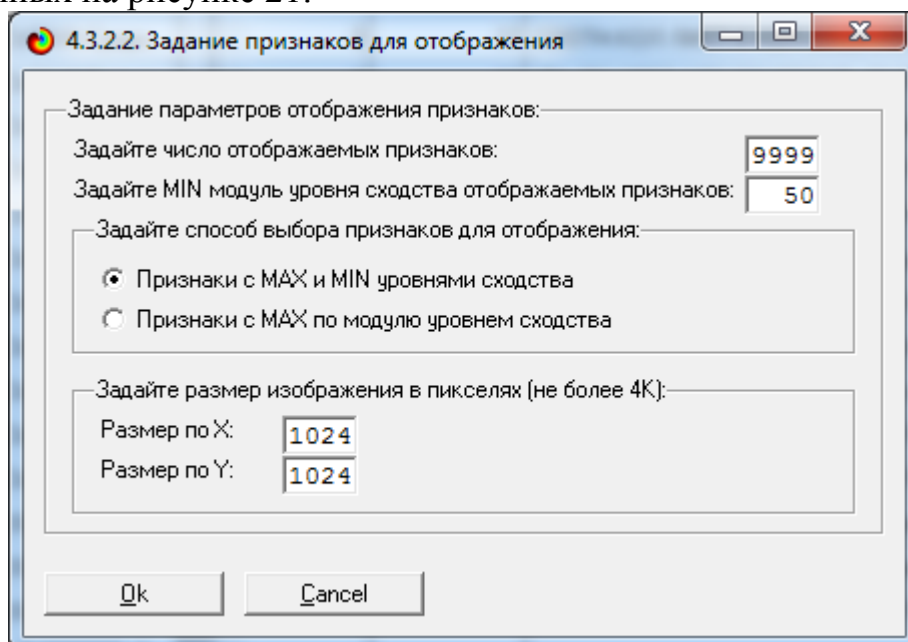 на рисунке 21.
4.3.2.2. Задание признаков для отображения
Задание параметров отображения признаков:
Задайте число отображаемых признаков: 9999
Задайте MIN модуль уровня сходства отображаемых признаков: 50
Задайте способ выбора признаков для отображения:
Признаки с MAX и MIN уровнями сходства
Признаки с MAX по модулю уровнем сходства
Задайте размер изображения в пикселях (не более 4K):
Размер по X: 1024
Размер по Y: 1024
Ok Cancel